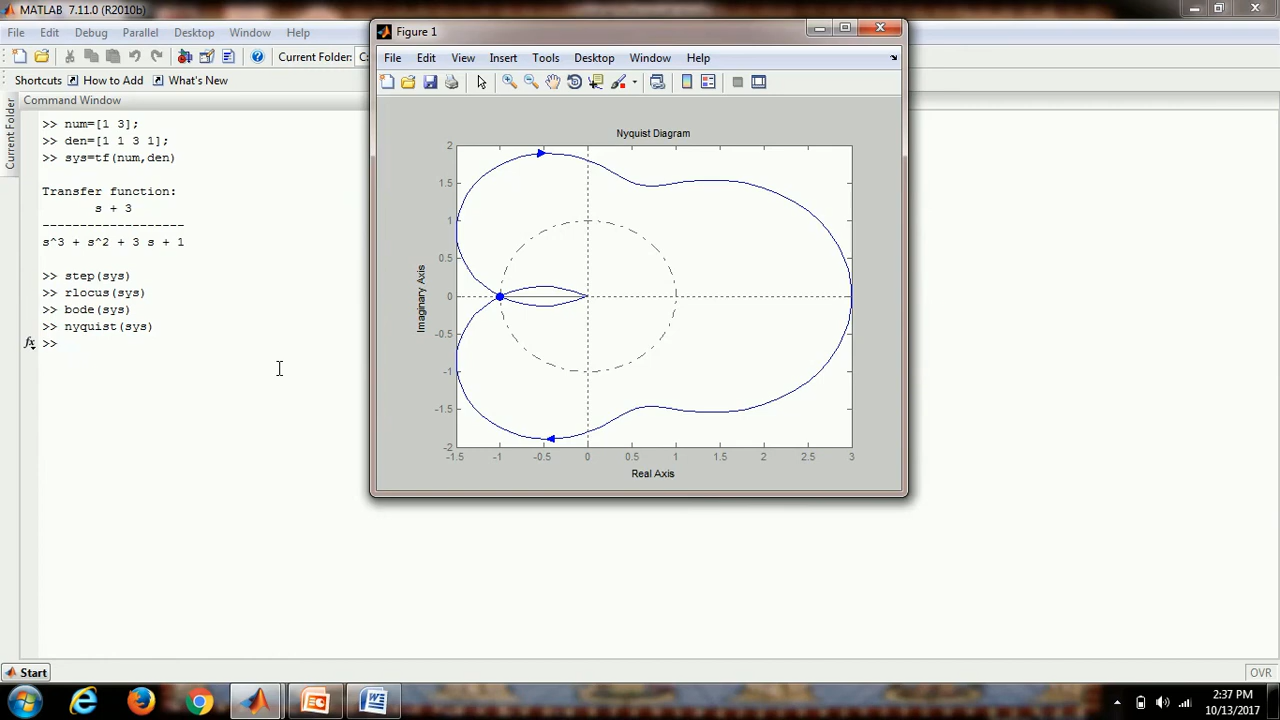 MATLAB 7.11.0 (R2010b)
File Edit Debug Desktop Window Help
Current Folder:
Shortcuts How to Add What's New
Current Folder
Command Window
>> num=[1 3];
>> den=[1 1 3 1];
>> sys=tf(num,den)
Transfer function:
s + 3
-------------------
s^3 + s^2 + 3 s + 1
>> step(sys)
>> rlocus(sys)
>> bode(sys)
>> nyquist(sys)
fx >>
Figure 1
File Edit View Insert Tools Desktop Window Help
Nyquist Diagram
2
1.5
1
0.5
0
-0.5
-1
-1.5
-2
Imaginary Axis
-1.5 -1 -0.5 0 0.5 1 1.5 2 2.5 3
Real Axis
Start
OVR
2:37 PM
10/13/2017